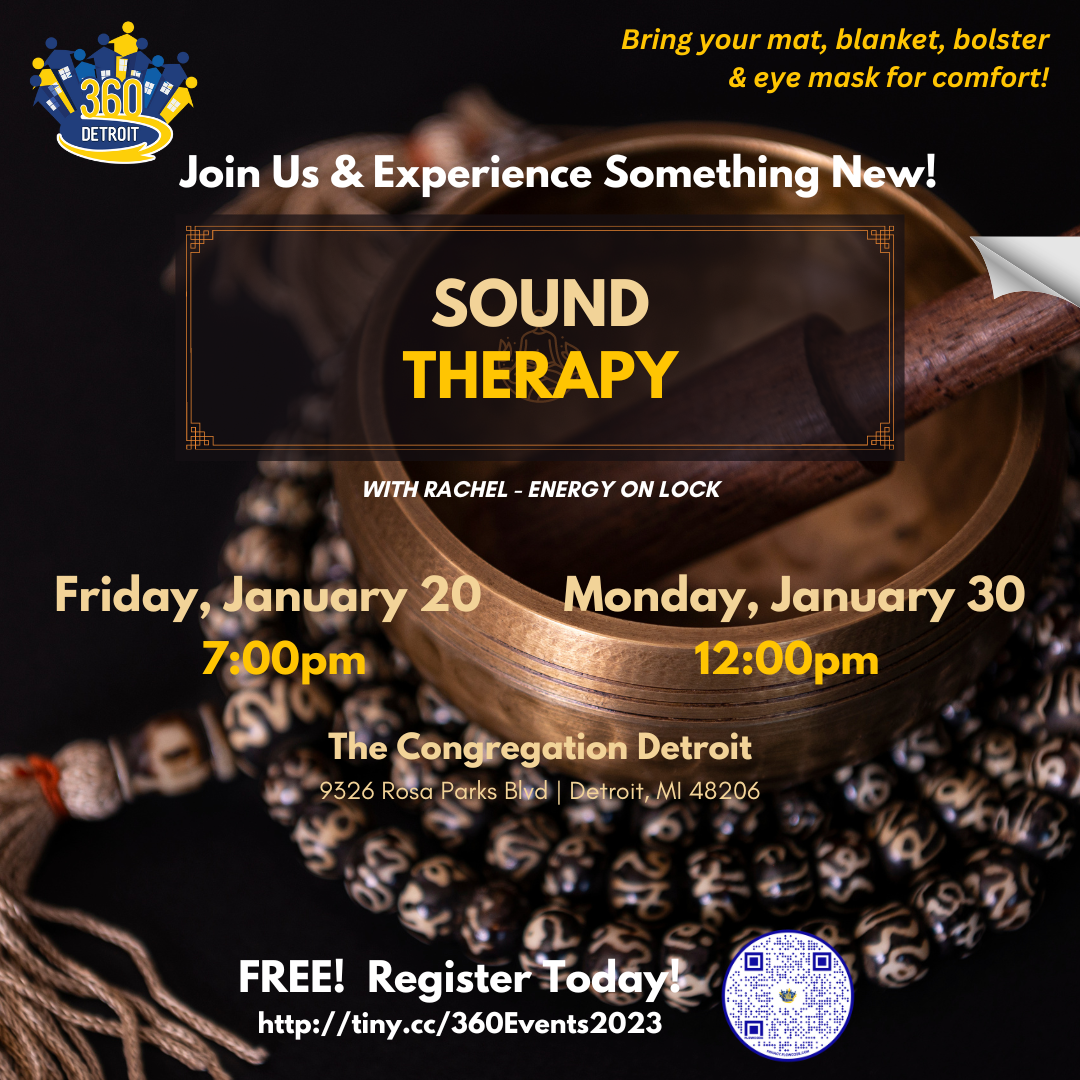 360
DETROIT
Bring your mat, blanket, bolster
& eye mask for comfort!
Join Us & Experience Something New!
SOUND
THERAPY
WITH RACHEL - ENERGY ON LOCK
Friday, January 20
7:00pm
Monday, January 30
12:00pm
The Congregation Detroit
9326 Rosa Parks Blvd | Detroit, MI 48206
FREE! Register Today!
http://tiny.cc/360Events2023